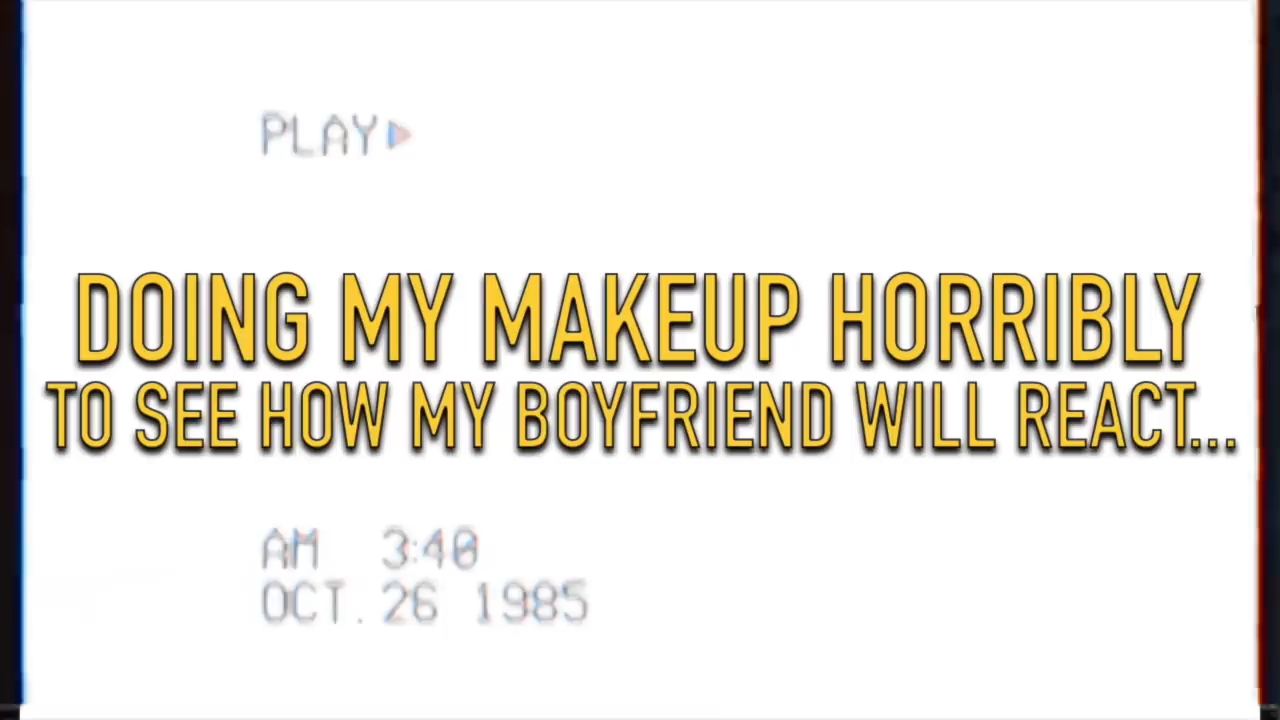 PLAY▶
DOING MY MAKEUP HORRIBLY
TO SEE HOW MY BOYFRIEND WILL REACT...
AM 3:40
OCT. 26 1985